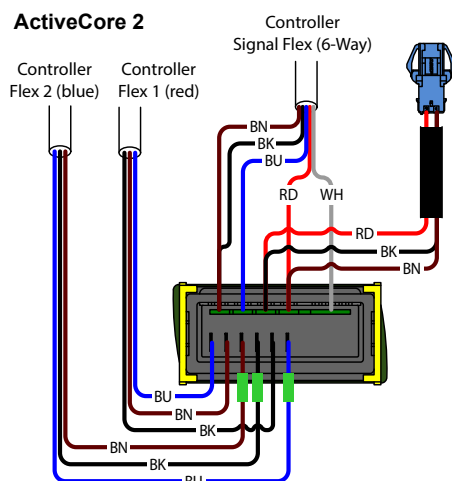 ActiveCore 2
Controller
Signal Flex (6-Way)
Controller
Flex 2 (blue)
Controller
Flex 1 (red)
BN
BK
BU
RD
WH
RD
BK
BN
BU
BN
BK
BN
BK
BU